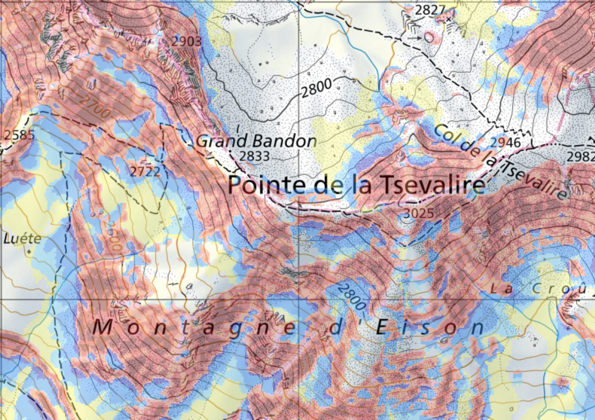 2827
2903
2800
2700
2585
Grand Bandon
2833
Col de la Tsevalire
2946
2982
2722
Pointe de la Tsevalire
3025
Luéte
2800
La Crou
Montagne d'Eison